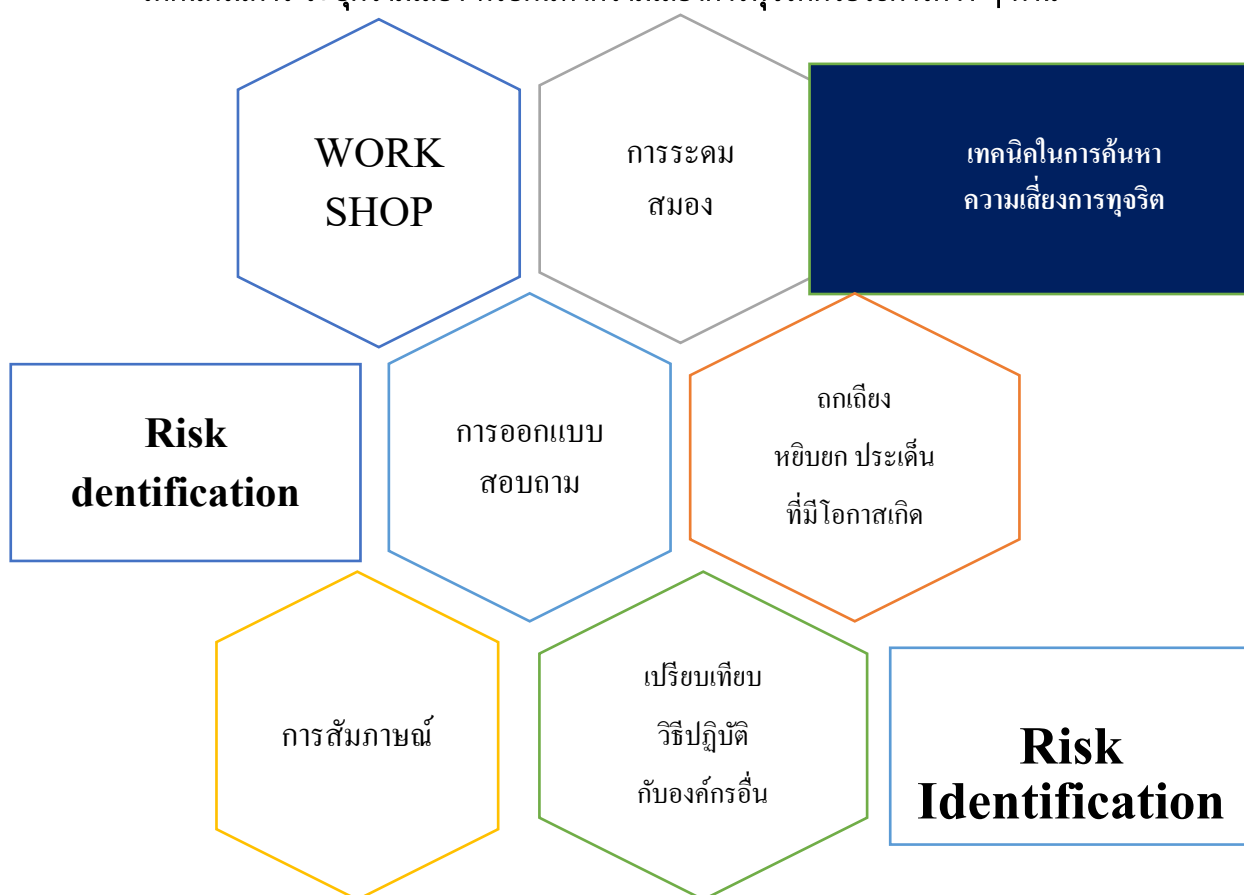 WORK
SHOP
การระดม
สมอง
เทคนิคในการค้นหา
ความเสี่ยงการทุจริต
Risk
dentification
การออกแบบ
สอบถาม
ถกเถียง
หยิบยก ประเด็น
ที่มีโอกาสเกิด
การสัมภาษณ์
เปรียบเทียบ
วิธีปฏิบัติ
กับองค์กรอื่น
Risk
Identification